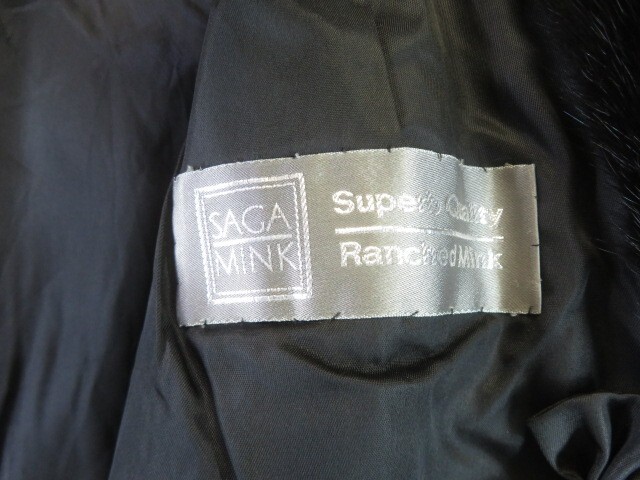 SAGA
MINK
Superb Quality
Ranched Mink